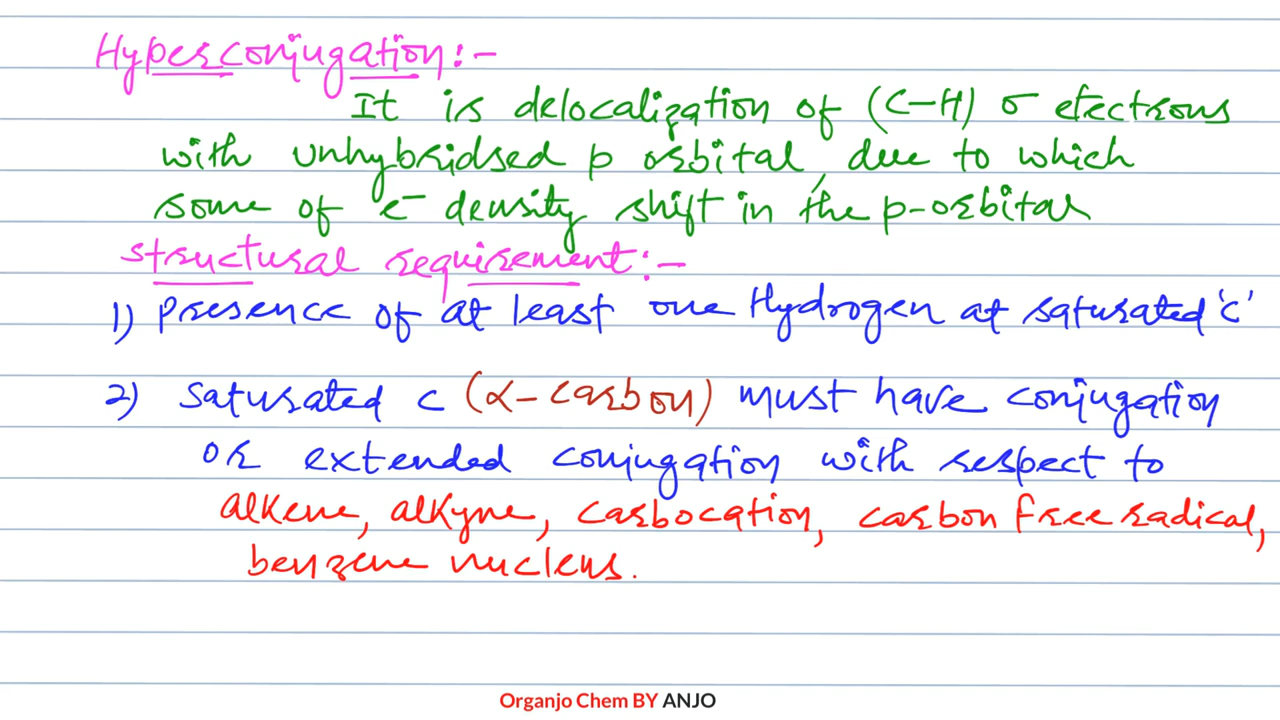 Hyperconjugation:-
It is delocalization of (C-H) σ electrons
with unhybridsed p orbital, due to which
some of e⁻ density shift in the p-orbital
structural requirement:-
1) presence of at least one Hydrogen at saturated 'c'
2) saturated c (α-carbon) must have conjugation
or extended conjugation with respect to
alkene, alkyne, carbocation, carbon free radical,
benzene nucleus.
Organjo Chem BY ANJO